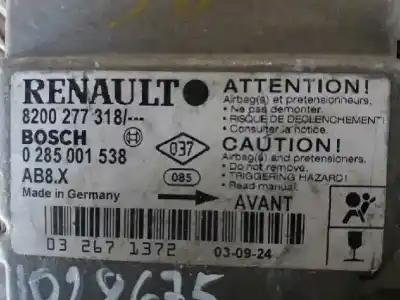 RENAULT
8200 277 318/---
BOSCH
0 285 001 538
AB8.X
Made in Germany
037
085
ATTENTION!
Airbag(s) et pretensionneurs.
• Ne pas demonter.
• RISQUE DE DECLENCHEMENT!
• Consulter la notice.
CAUTION!
Airbag(s) and pretensioners.
• Do not remove.
• TRIGGERING HAZARD!
• Read manual.
AVANT
03 267 1372
03-09-24